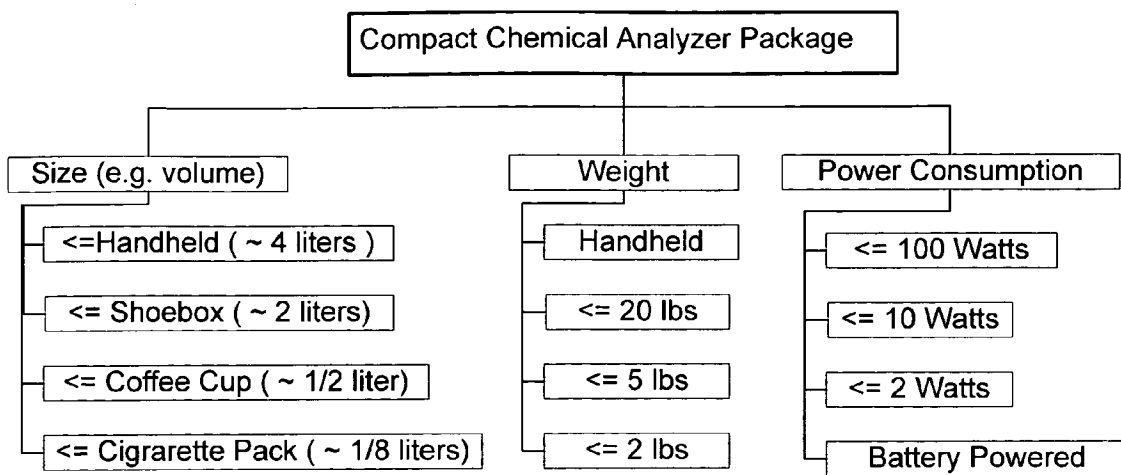 Compact Chemical Analyzer Package
Size (e.g. volume)
<=Handheld ( ~ 4 liters )
<= Shoebox ( ~ 2 liters)
<= Coffee Cup ( ~ 1/2 liter)
<= Cigrarette Pack ( ~ 1/8 liters)
Weight
Handheld
<= 20 lbs
<= 5 lbs
<= 2 lbs
Power Consumption
<= 100 Watts
<= 10 Watts
<= 2 Watts
Battery Powered